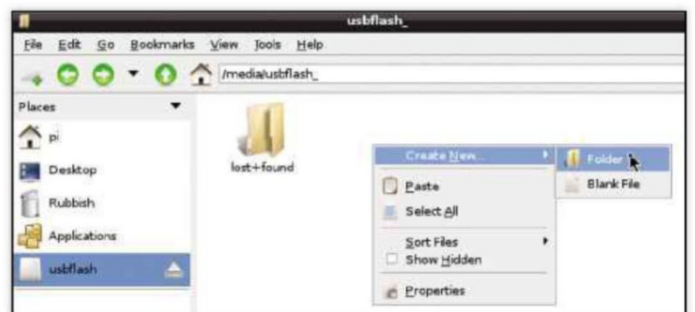 usbflash_
File Edit Go Bookmarks View Tools Help
/media/usbflash_
Places
pi
Desktop
Rubbish
Applications
usbflash
lost+found
Create New...
Paste
Select All
Sort Files
Show Hidden
Properties
Folder
Blank File